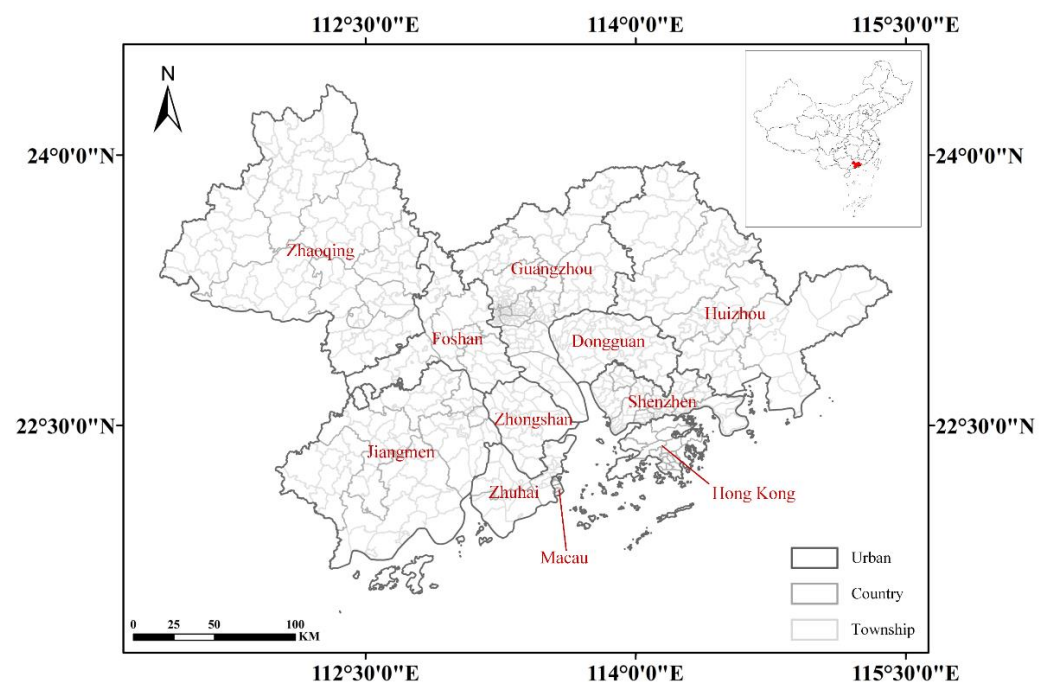 112°30'0"E 114°0'0"E 115°30'0"E
N
24°0'0"N 24°0'0"N
Zhaoqing
Guangzhou
Huizhou
Foshan
Dongguan
Shenzhen
22°30'0"N 22°30'0"N
Zhongshan
Jiangmen
Zhuhai
Hong Kong
Macau
Urban
Country
Township
0 25 50 100
KM
112°30'0"E 114°0'0"E 115°30'0"E